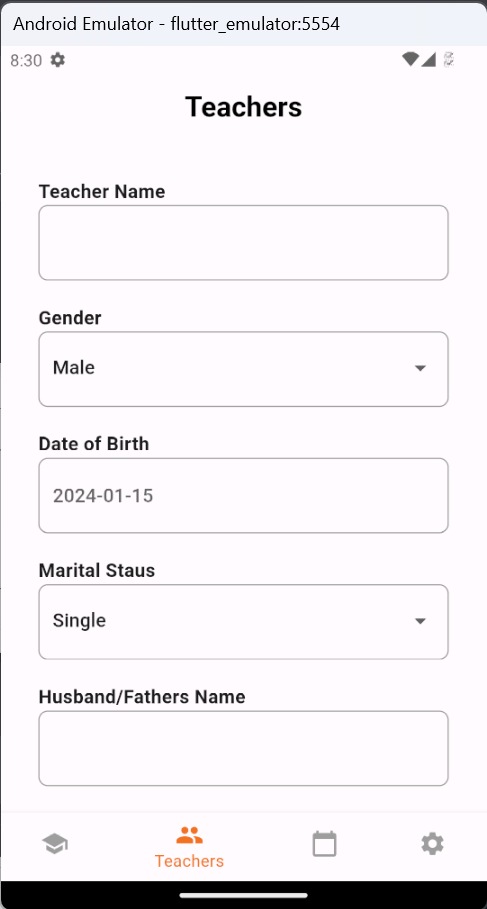 Android Emulator - flutter_emulator:5554
8:30
Teachers
Teacher Name
Gender
Male
Date of Birth
2024-01-15
Marital Staus
Single
Husband/Fathers Name
Teachers